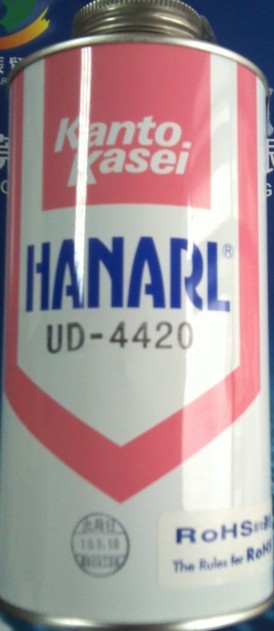 Kanto
Kasei
HANARL®
UD-4420
RoHS
The Rules for RoHS